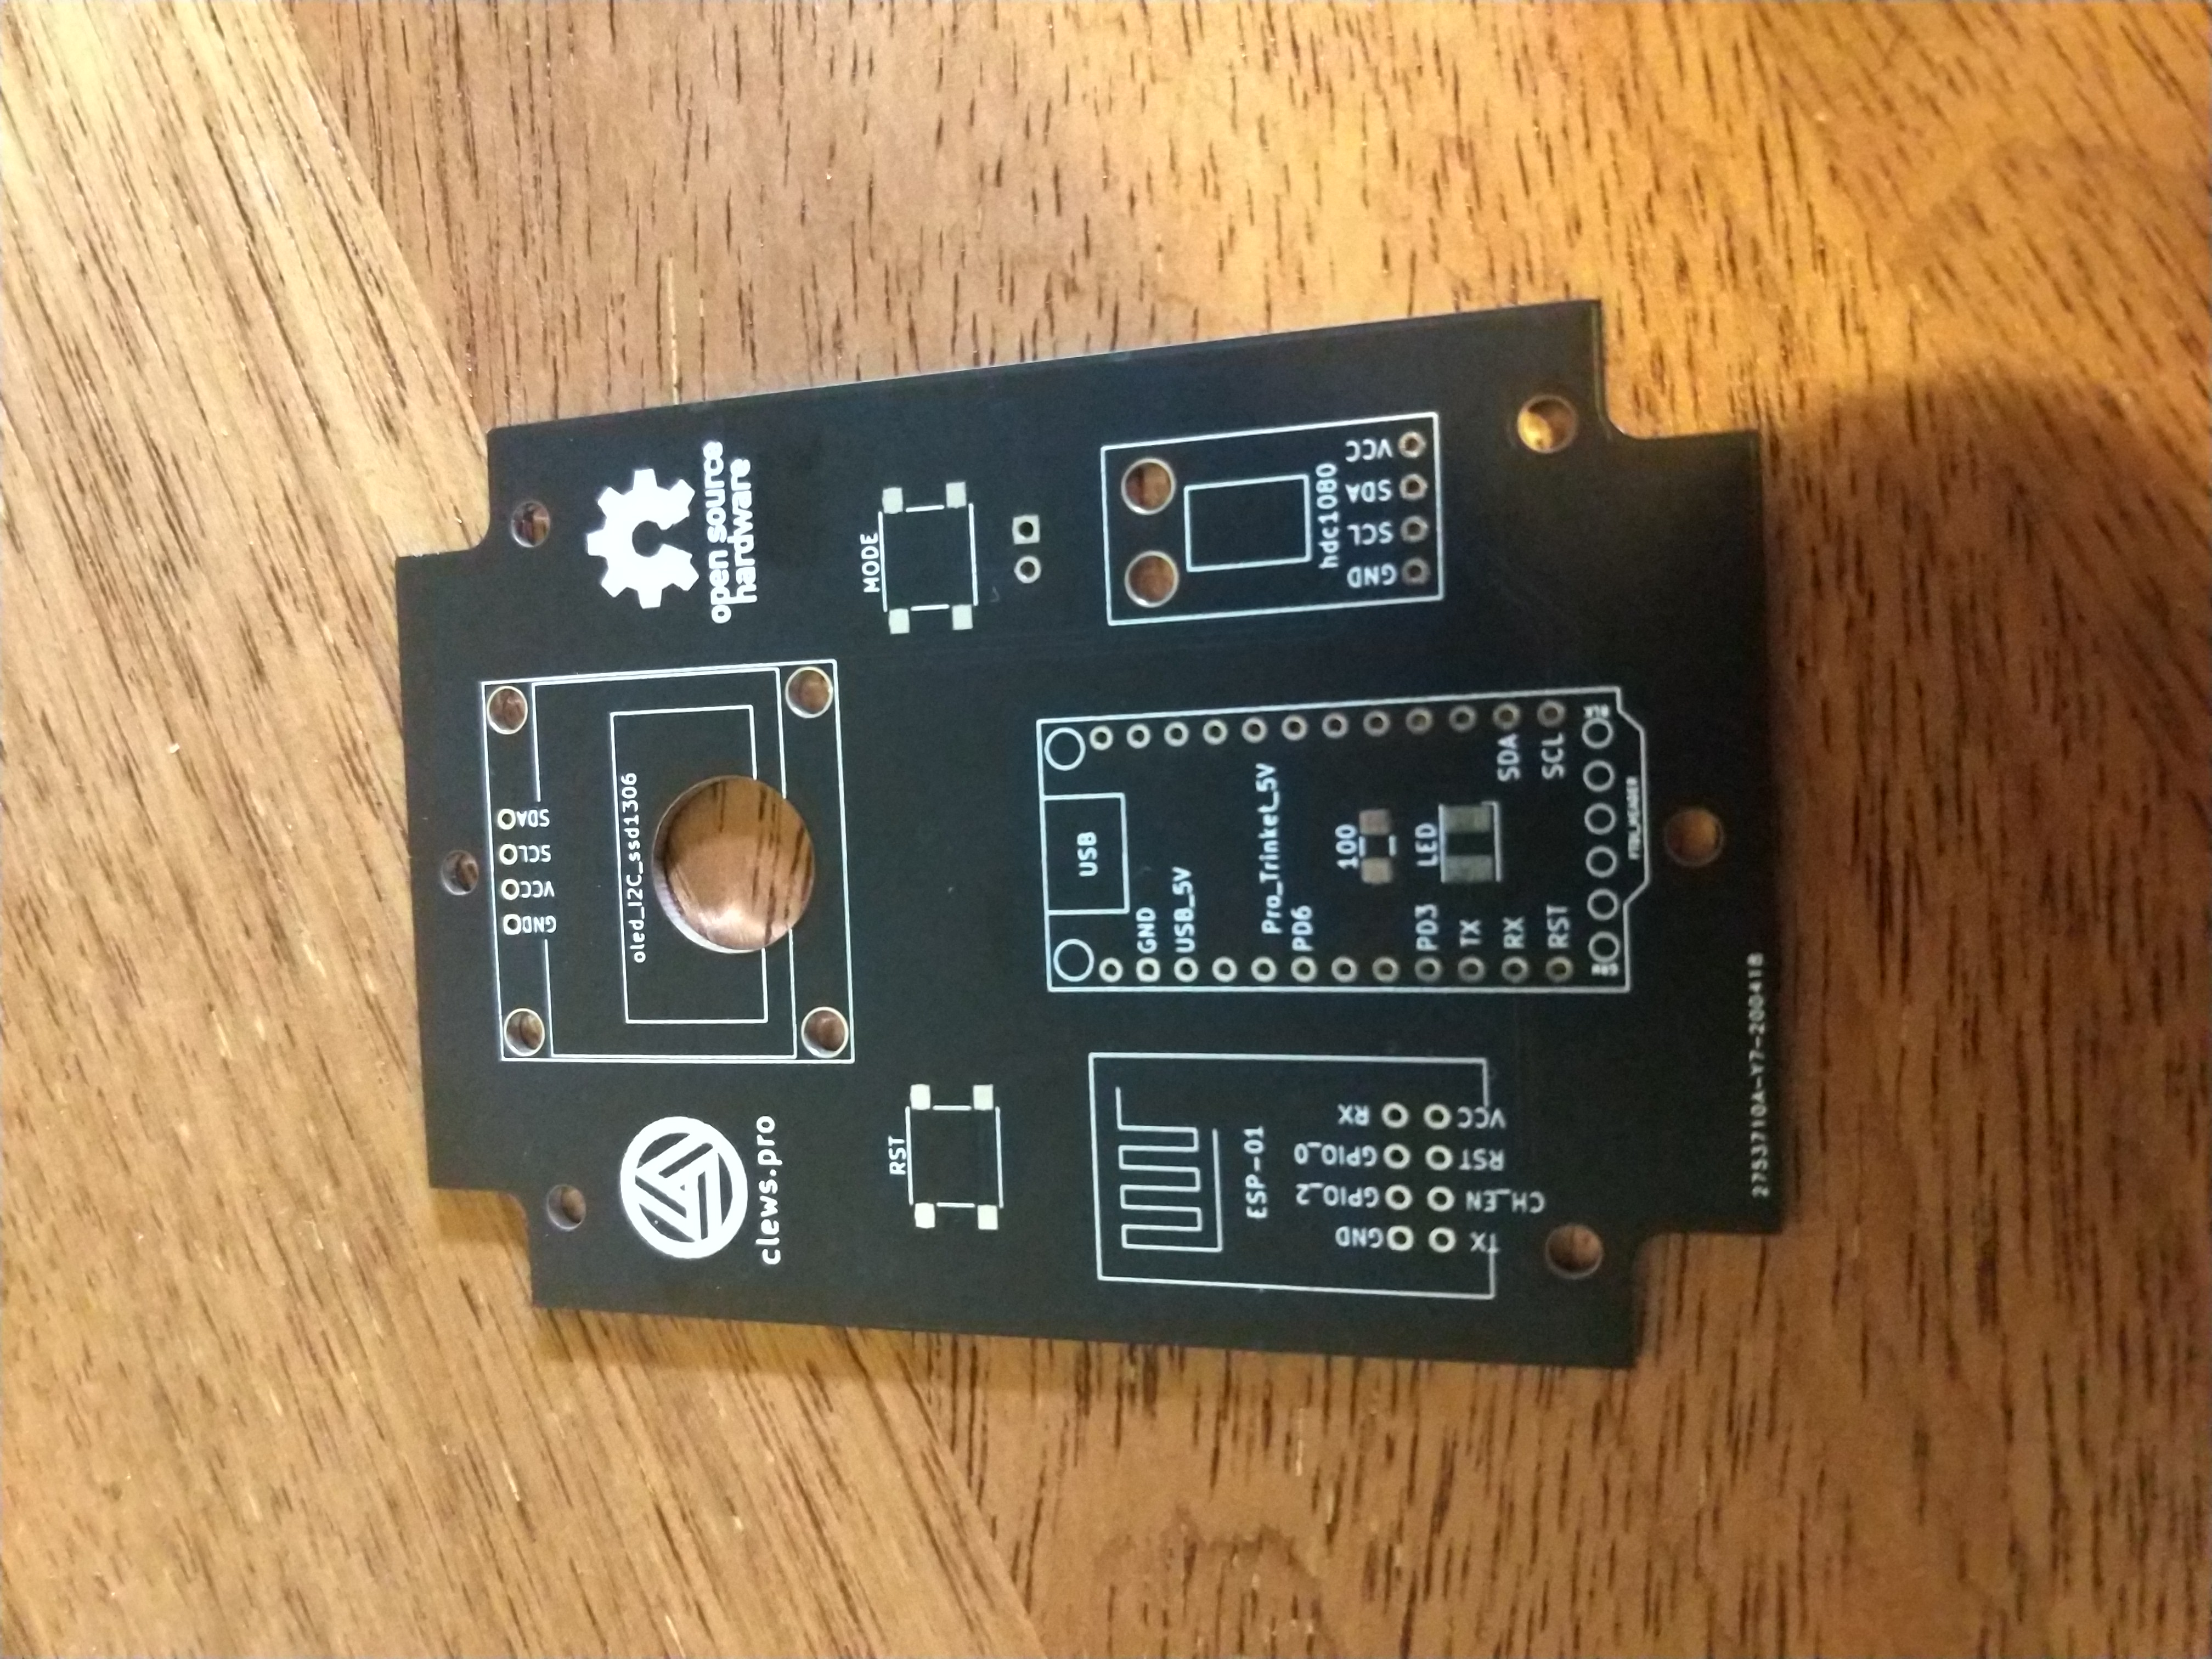 GND
VCC
SCL
SDA
oled_I2C_ssd1306
clews.pro
open source
hardware
RST
MODE
USB
GND
USB_5V
Pro_Trinket_5V
PD6
100
PD3
LED
TX
RX
SDA
RST
SCL
BLK
FTDI_HEADER
ESP-01
GND
GPIO_2
GPIO_0
RX
TX
CH_EN
RST
VCC
hdc1080
GND
SCL
SDA
VCC
2753710A-Y7-200418